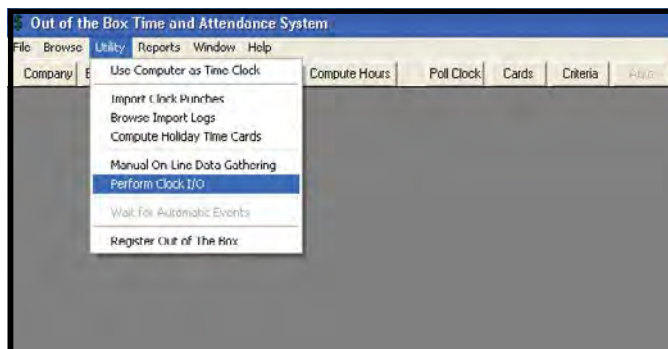 $ Out of the Box Time and Attendance System
File Browse Utility Reports Window Help
Company E Compute Hours Poll Clock Cards Criteria
Use Computer as Time Clock
Import Clock Punches
Browse Import Logs
Compute Holiday Time Cards
Manual On Line Data Gathering
Perform Clock I/O
Wait for Automatic Events
Register Out of The Box